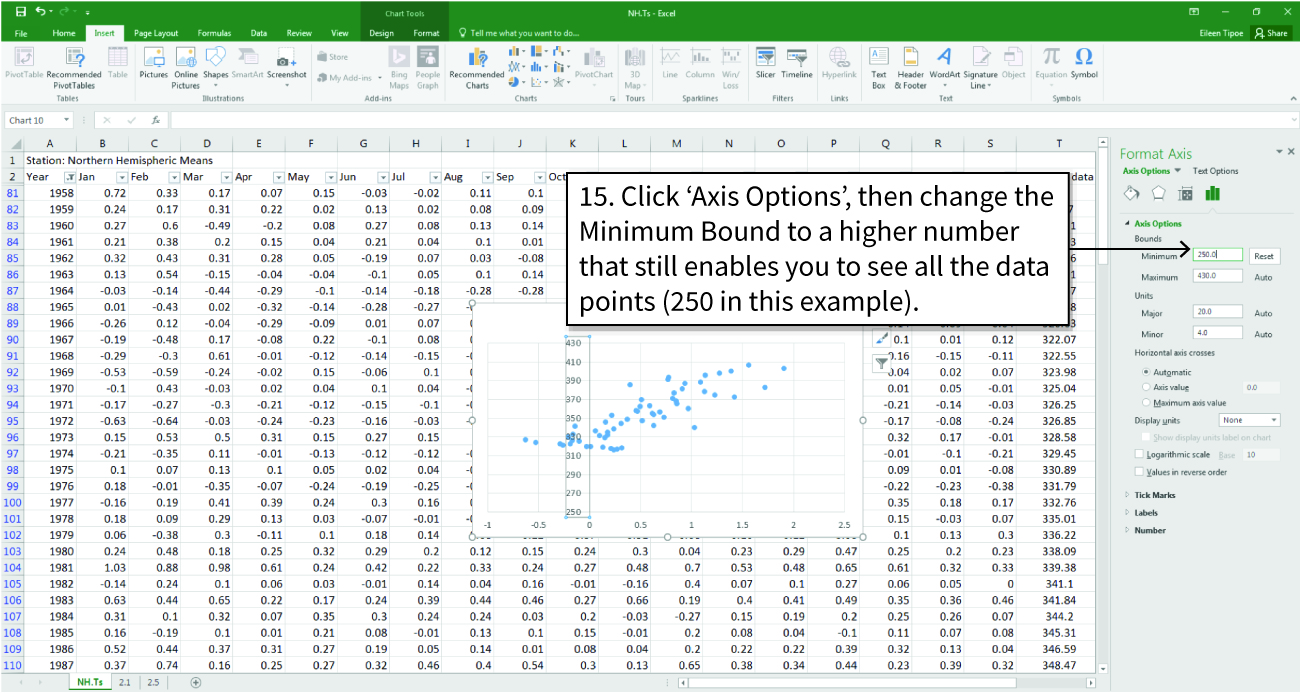 Chart Tools
NH.Ts - Excel
File Home Insert Page Layout Formulas Data Review View Design Format Tell me what you want to do... Eileen Tipoe Share
PivotTable Recommended PivotTables Table Pictures Online Pictures Shapes SmartArt Screenshot Store My Add-ins Bing Maps People Graph Recommended Charts PivotChart 3D Map Line Column Win/Loss Slicer Timeline Hyperlink Text Box Header & Footer WordArt Signature Line Object Equation Symbol
Tables Illustrations Add-ins Charts Tours Sparklines Filters Links Text Symbols
Chart 10 fx
A B C D E F G H I J K L M N O P Q R S T
1 Station: Northern Hemispheric Means
2 Year Jan Feb Mar Apr May Jun Jul Aug Sep Oct data
81 1958 0.72 0.33 0.17 0.07 0.15 -0.03 -0.02 0.11 0.1
82 1959 0.24 0.17 0.31 0.22 0.02 0.13 0.02 0.08 0.09
83 1960 0.27 0.6 -0.49 -0.2 0.08 0.27 0.08 0.13 0.14
84 1961 0.21 0.38 0.2 0.15 0.04 0.21 0.04 0.1 0.01
85 1962 0.32 0.43 0.31 0.28 0.05 -0.19 0.07 0.03 -0.08
86 1963 0.13 0.54 -0.15 -0.04 -0.04 -0.1 0.05 0.1 0.14
87 1964 -0.03 -0.14 -0.44 -0.29 -0.1 -0.14 -0.18 -0.28 -0.28
88 1965 0.01 -0.43 0.02 -0.32 -0.14 -0.28 -0.27
89 1966 -0.26 0.12 -0.04 -0.29 -0.09 0.01 0.07
90 1967 -0.19 -0.48 0.17 -0.08 0.22 -0.1 0.08 0.1 0.01 0.12 322.07
91 1968 -0.29 -0.3 0.61 -0.01 -0.12 -0.14 -0.15 0.16 -0.15 -0.11 322.55
92 1969 -0.53 -0.59 -0.24 -0.02 0.15 -0.06 0.1 0.04 0.02 0.07 323.98
93 1970 -0.1 0.43 -0.03 0.02 0.04 0.1 0.04 0.01 0.05 -0.01 325.04
94 1971 -0.17 -0.27 -0.3 -0.21 -0.12 -0.15 -0.1 -0.21 -0.14 -0.03 326.25
95 1972 -0.63 -0.64 -0.03 -0.24 -0.23 -0.16 -0.03 -0.17 -0.08 -0.24 326.85
96 1973 0.15 0.53 0.5 0.31 0.15 0.27 0.15 0.32 0.17 -0.01 328.58
97 1974 -0.21 -0.35 0.11 -0.01 -0.13 -0.12 -0.12 -0.01 -0.1 -0.21 329.45
98 1975 0.1 0.07 0.13 0.1 0.05 0.02 0.04 0.09 0.01 -0.08 330.89
99 1976 0.18 -0.01 -0.35 -0.07 -0.24 -0.19 -0.25 -0.22 -0.23 -0.38 331.79
100 1977 -0.16 0.19 0.41 0.39 0.24 0.3 0.16 0.35 0.18 0.17 332.76
101 1978 0.18 0.09 0.29 0.13 0.03 -0.07 -0.01 0.15 -0.03 0.07 335.01
102 1979 0.06 -0.38 0.3 -0.11 0.1 0.18 0.14 0.1 0.13 0.3 336.22
103 1980 0.24 0.48 0.18 0.25 0.32 0.29 0.2 0.12 0.15 0.24 0.3 0.04 0.23 0.29 0.47 0.25 0.2 0.23 338.09
104 1981 1.03 0.88 0.98 0.61 0.24 0.42 0.22 0.33 0.24 0.27 0.48 0.7 0.53 0.48 0.65 0.61 0.32 0.33 339.38
105 1982 -0.14 0.24 0.1 0.06 0.03 -0.01 0.14 0.04 0.16 -0.01 -0.16 0.4 0.07 0.1 0.27 0.06 0.05 0 341.1
106 1983 0.63 0.44 0.65 0.22 0.17 0.24 0.39 0.44 0.46 0.27 0.66 0.19 0.4 0.41 0.49 0.35 0.36 0.46 341.84
107 1984 0.31 0.1 0.32 0.07 0.35 0.3 0.24 0.24 0.03 0.2 -0.03 -0.27 0.15 0.19 0.2 0.25 0.26 0.07 344.2
108 1985 0.16 -0.19 0.1 0.01 0.21 0.08 -0.01 0.13 0.1 0.15 -0.01 0.2 0.08 0.04 -0.1 0.11 0.07 0.08 345.31
109 1986 0.52 0.44 0.37 0.31 0.27 0.19 0.05 0.14 0.01 0.08 0.04 0.2 0.22 0.22 0.39 0.32 0.13 0.04 346.59
110 1987 0.37 0.74 0.16 0.25 0.27 0.32 0.46 0.4 0.54 0.3 0.13 0.65 0.38 0.34 0.44 0.23 0.39 0.32 348.47
15. Click ‘Axis Options’, then change the
Minimum Bound to a higher number
that still enables you to see all the data
points (250 in this example).
430
410
390
370
350
330
310
290
270
250
-1 -0.5 0 0.5 1 1.5 2 2.5
Format Axis
Axis Options Text Options
Axis Options
Bounds
Minimum 250.0 Reset
Maximum 430.0 Auto
Units
Major 20.0 Auto
Minor 4.0 Auto
Horizontal axis crosses
Automatic
Axis value 0.0
Maximum axis value
Display units None
Show display units label on chart
Logarithmic scale Base 10
Values in reverse order
Tick Marks
Labels
Number
NH.Ts 2.1 2.5